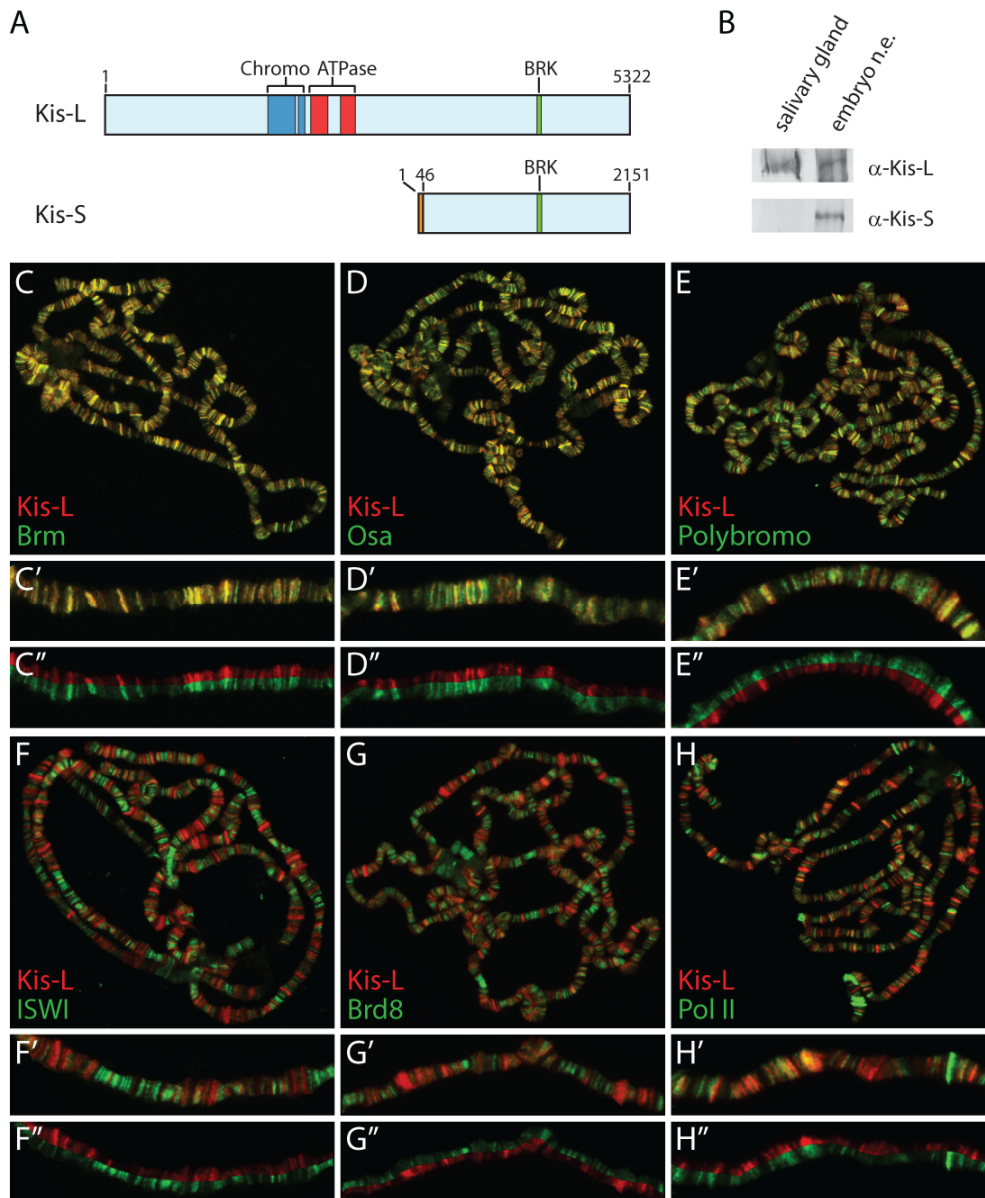 A
B
Chromo ATPase BRK
1 5322
Kis-L
1 46 BRK 2151
Kis-S
salivary gland
embryo n.e.
α-Kis-L
α-Kis-S
C
Kis-L
Brm
D
Kis-L
Osa
E
Kis-L
Polybromo
C'
D'
E'
C"
D"
E"
F
Kis-L
ISWI
G
Kis-L
Brd8
H
Kis-L
Pol II
F'
G'
H'
F"
G"
H"